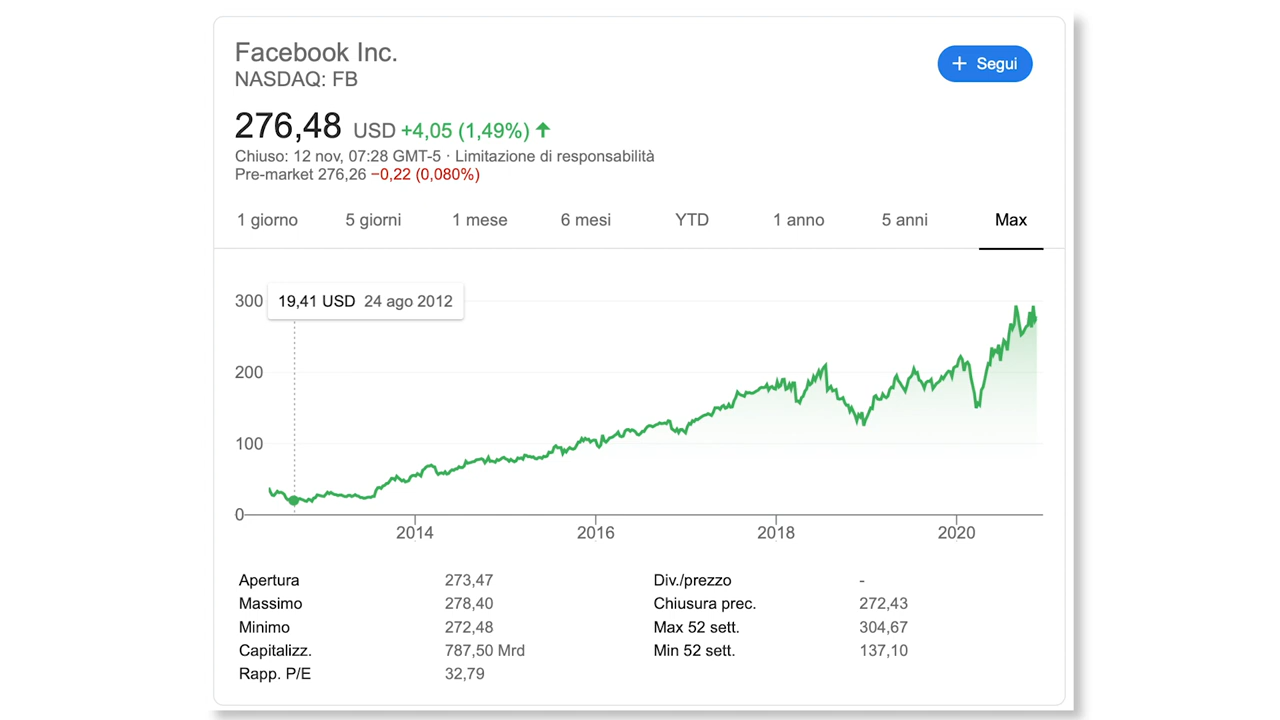 Facebook Inc.
NASDAQ: FB
+ Segui
276,48 USD +4,05 (1,49%) ↑
Chiuso: 12 nov, 07:28 GMT-5 · Limitazione di responsabilità
Pre-market 276,26 −0,22 (0,080%)
1 giorno 5 giorni 1 mese 6 mesi YTD 1 anno 5 anni Max
19,41 USD 24 ago 2012
300
200
100
0
2014 2016 2018 2020
Apertura 273,47 Div./prezzo -
Massimo 278,40 Chiusura prec. 272,43
Minimo 272,48 Max 52 sett. 304,67
Capitalizz. 787,50 Mrd Min 52 sett. 137,10
Rapp. P/E 32,79